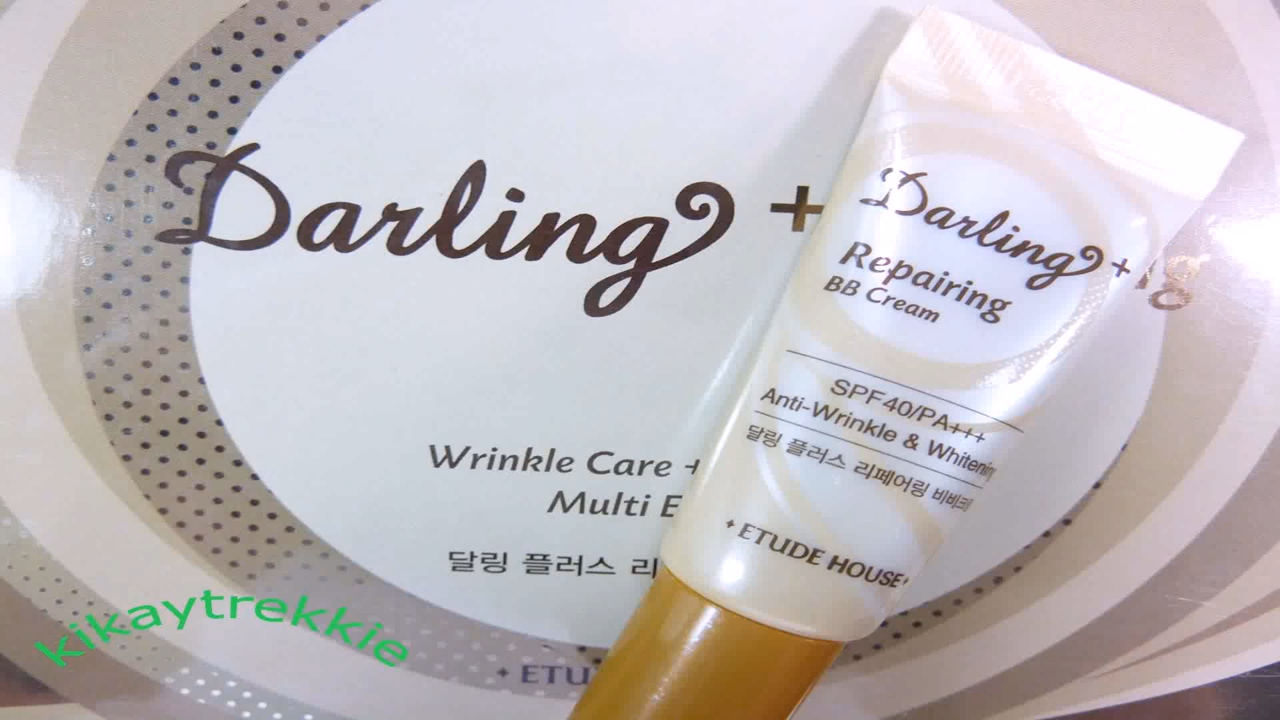 Darling +
Wrinkle Care +
Multi
달링 플러스 리
ETU
Darling +
Repairing
BB Cream
SPF40/PA+++
Anti-Wrinkle & Whitening
달링 플러스 리페어링 비비크림
ETUDE HOUSE
kikaytrekkie